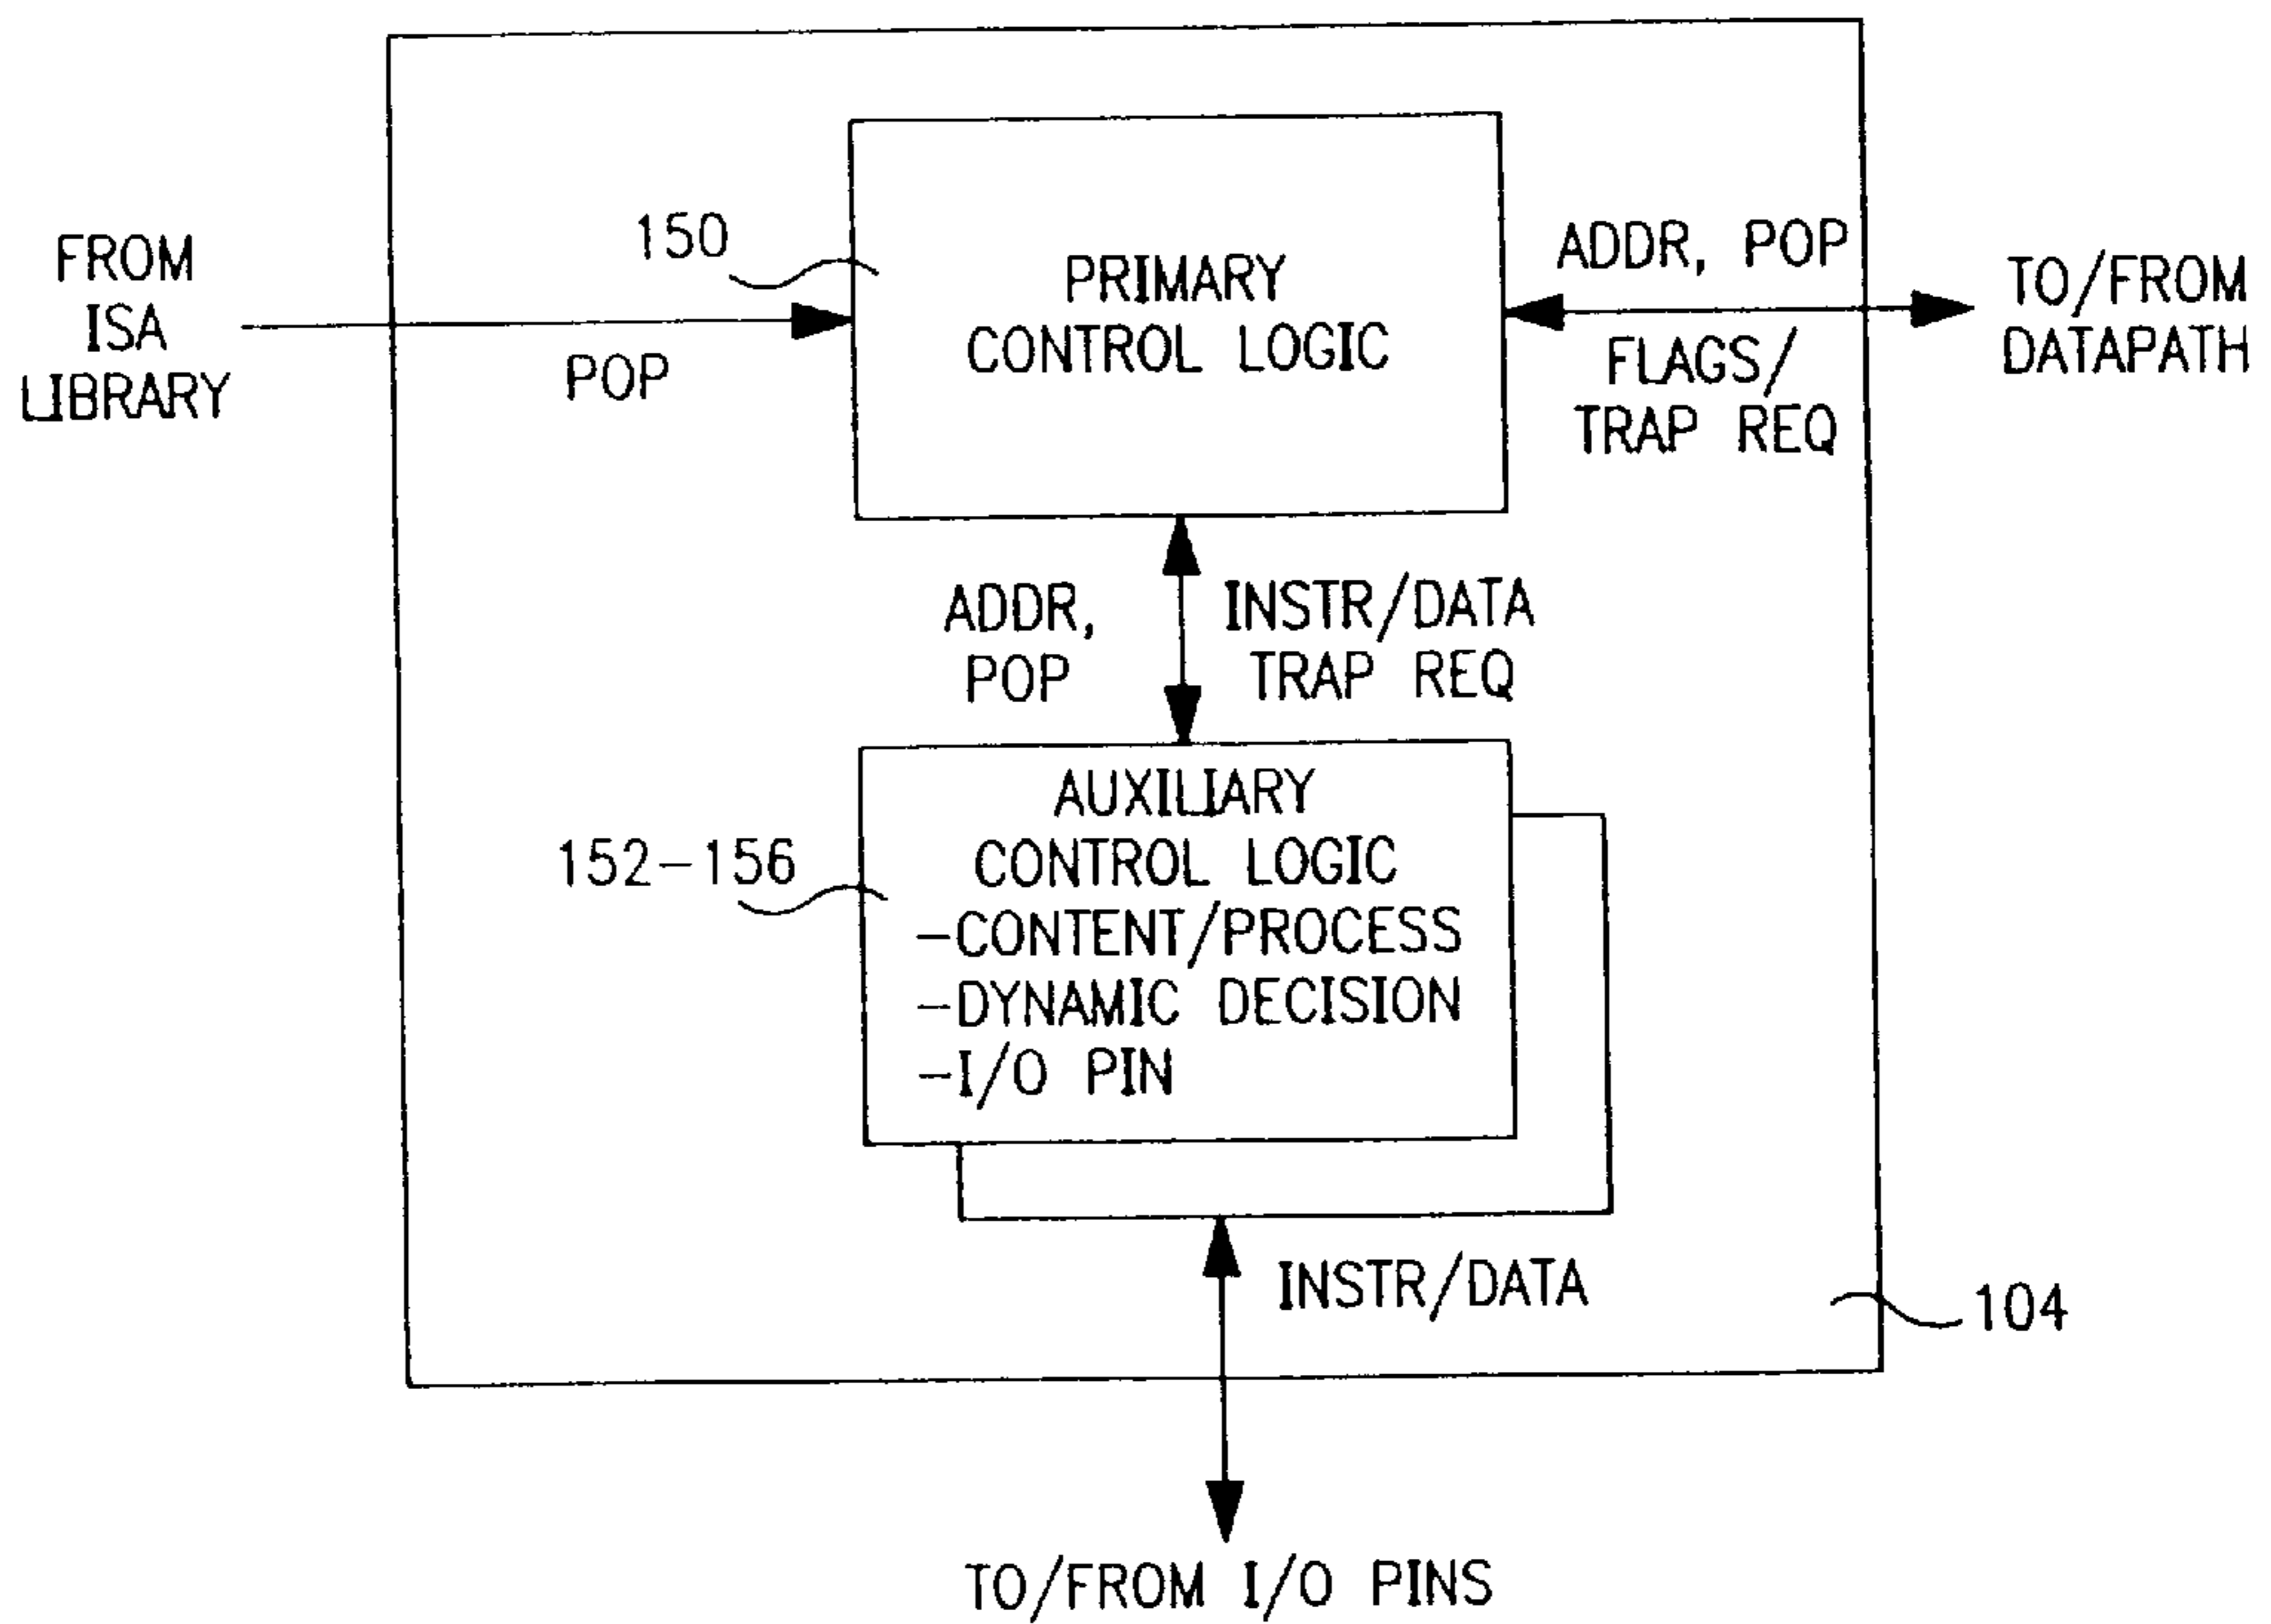 FROM
ISA
LIBRARY
POP
150
PRIMARY
CONTROL LOGIC
ADDR, POP
FLAGS/
TRAP REQ
TO/FROM
DATAPATH
ADDR,
POP
INSTR/DATA
TRAP REQ
152-156
AUXILIARY
CONTROL LOGIC
-CONTENT/PROCESS
-DYNAMIC DECISION
-I/O PIN
INSTR/DATA
104
TO/FROM I/O PINS